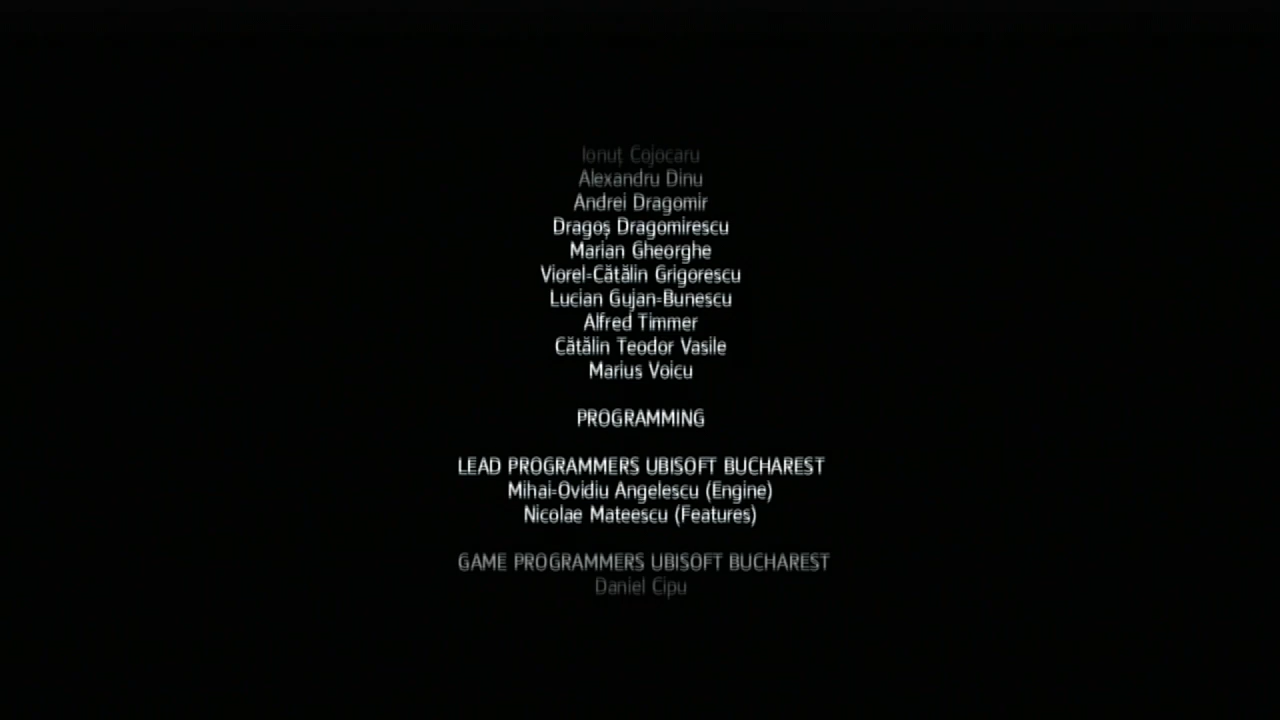 Ionuț Cojocaru
Alexandru Dinu
Andrei Dragomir
Dragoș Dragomirescu
Marian Gheorghe
Viorel-Cătălin Grigorescu
Lucian Gujan-Bunescu
Alfred Timmer
Cătălin Teodor Vasile
Marius Voicu
PROGRAMMING
LEAD PROGRAMMERS UBISOFT BUCHAREST
Mihai-Ovidiu Angelescu (Engine)
Nicolae Mateescu (Features)
GAME PROGRAMMERS UBISOFT BUCHAREST
Daniel Cipu